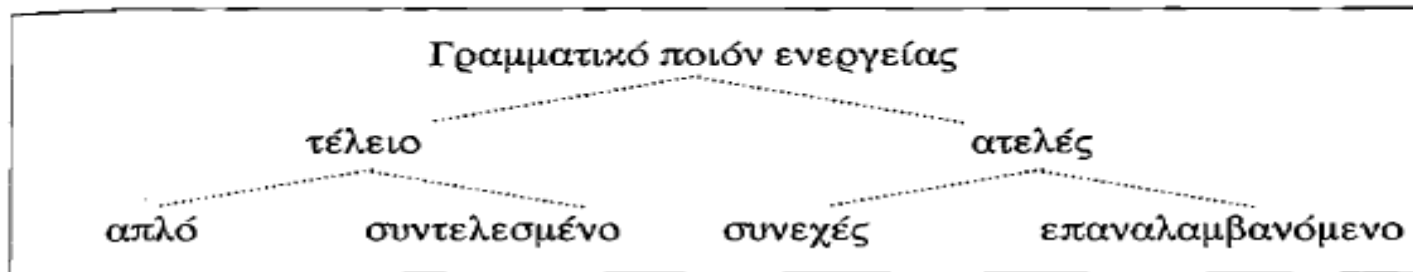 Γραμματικό ποιόν ενεργείας
τέλειο ατελές
απλό συντελεσμένο συνεχές επαναλαμβανόμενο